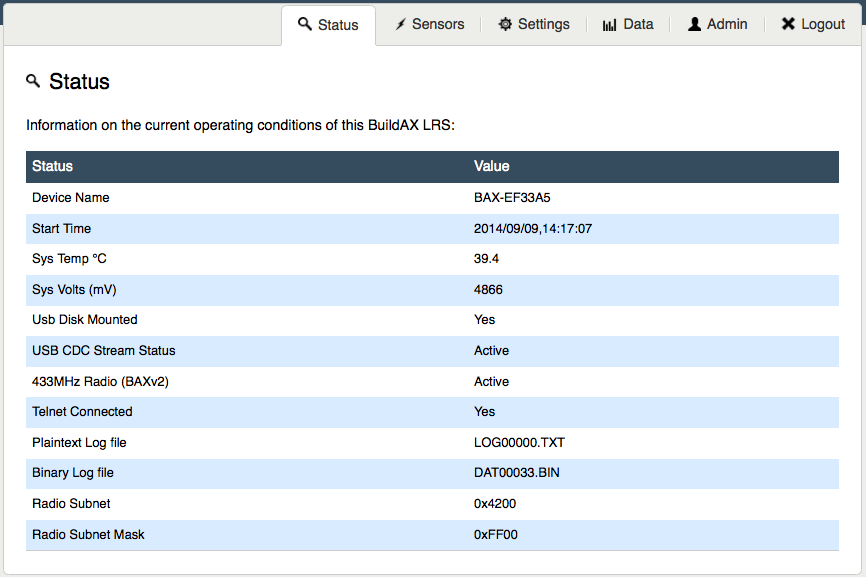 Status Sensors Settings Data Admin Logout
Status
Information on the current operating conditions of this BuildAX LRS:
Status Value
Device Name BAX-EF33A5
Start Time 2014/09/09,14:17:07
Sys Temp °C 39.4
Sys Volts (mV) 4866
Usb Disk Mounted Yes
USB CDC Stream Status Active
433MHz Radio (BAXv2) Active
Telnet Connected Yes
Plaintext Log file LOG00000.TXT
Binary Log file DAT00033.BIN
Radio Subnet 0x4200
Radio Subnet Mask 0xFF00